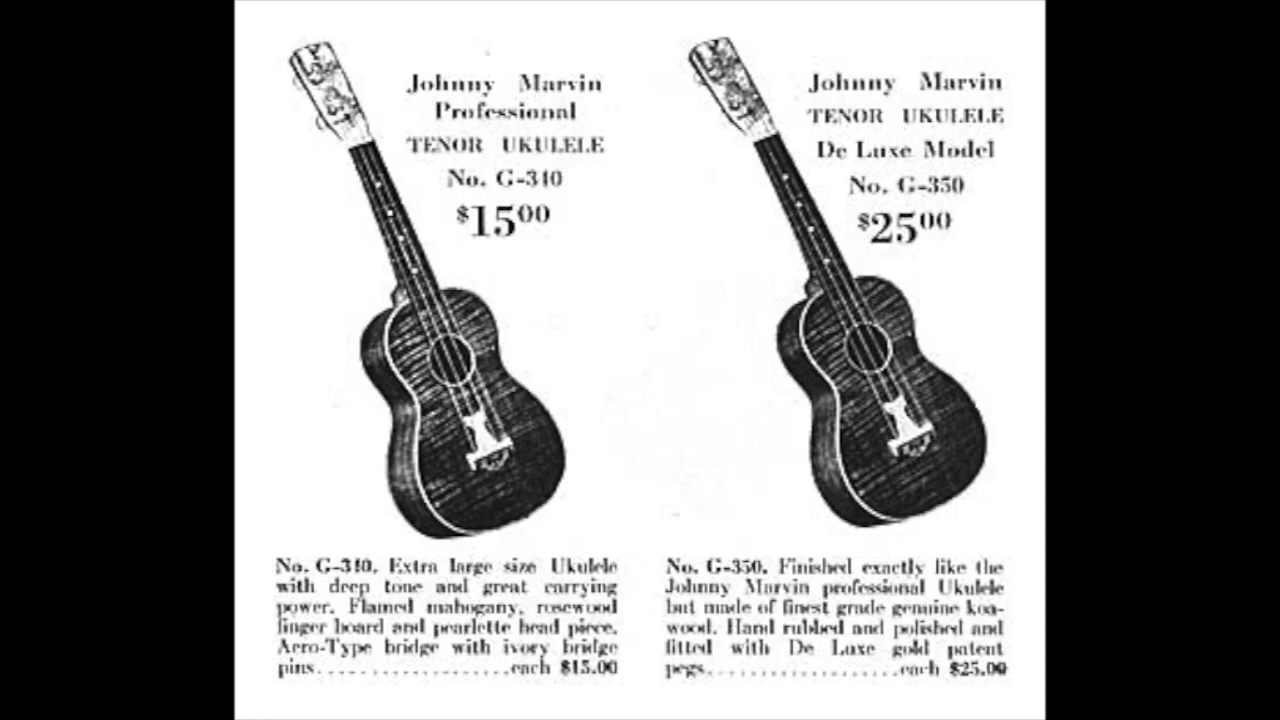 Johnny Marvin
Professional
TENOR UKULELE
No. G-340
$15⁰⁰
Johnny Marvin
TENOR UKULELE
De Luxe Model
No. G-350
$25⁰⁰
No. G-340. Extra large size Ukulele
with deep tone and great carrying
power. Flamed mahogany, rosewood
finger board and pearlette head piece.
Aero-Type bridge with ivory bridge
pins....................each $15.00
No. G-350. Finished exactly like the
Johnny Marvin professional Ukulele
but made of finest grade genuine koa-
wood. Hand rubbed and polished and
fitted with De Luxe gold patent
pegs....................each $25.00